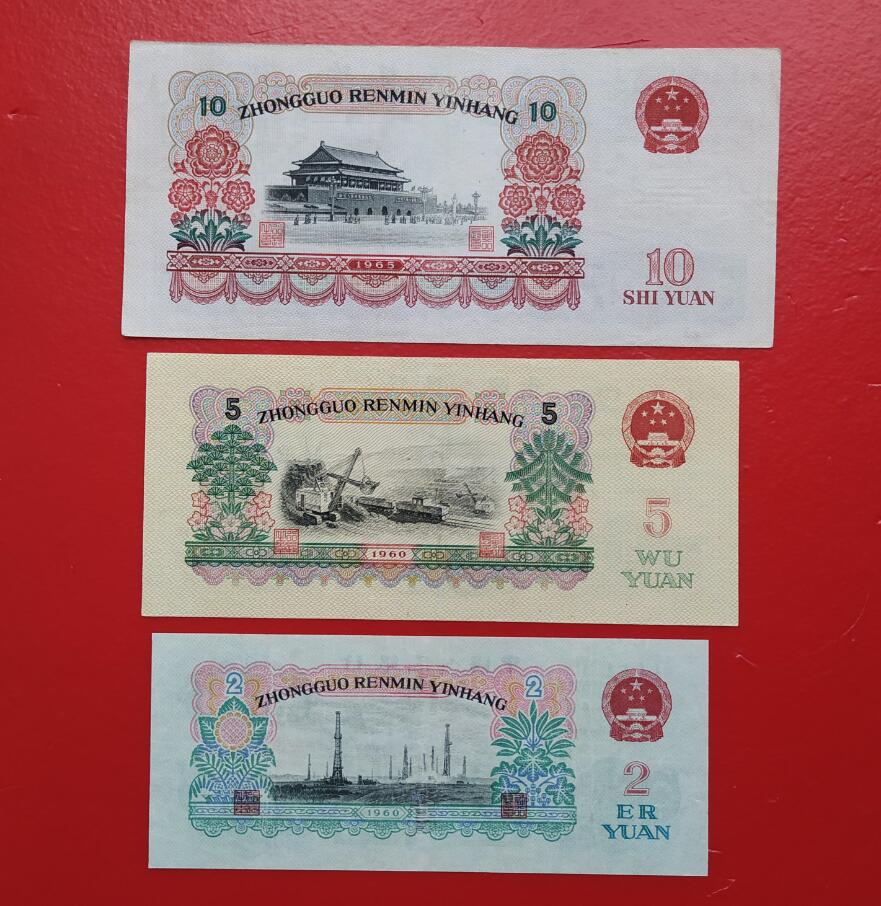 10 ZHONGGUO RENMIN YINHANG 10
1965
10
SHI YUAN
5 ZHONGGUO RENMIN YINHANG 5
1960
5
WU
YUAN
2 ZHONGGUO RENMIN YINHANG 2
1960
2
ER
YUAN